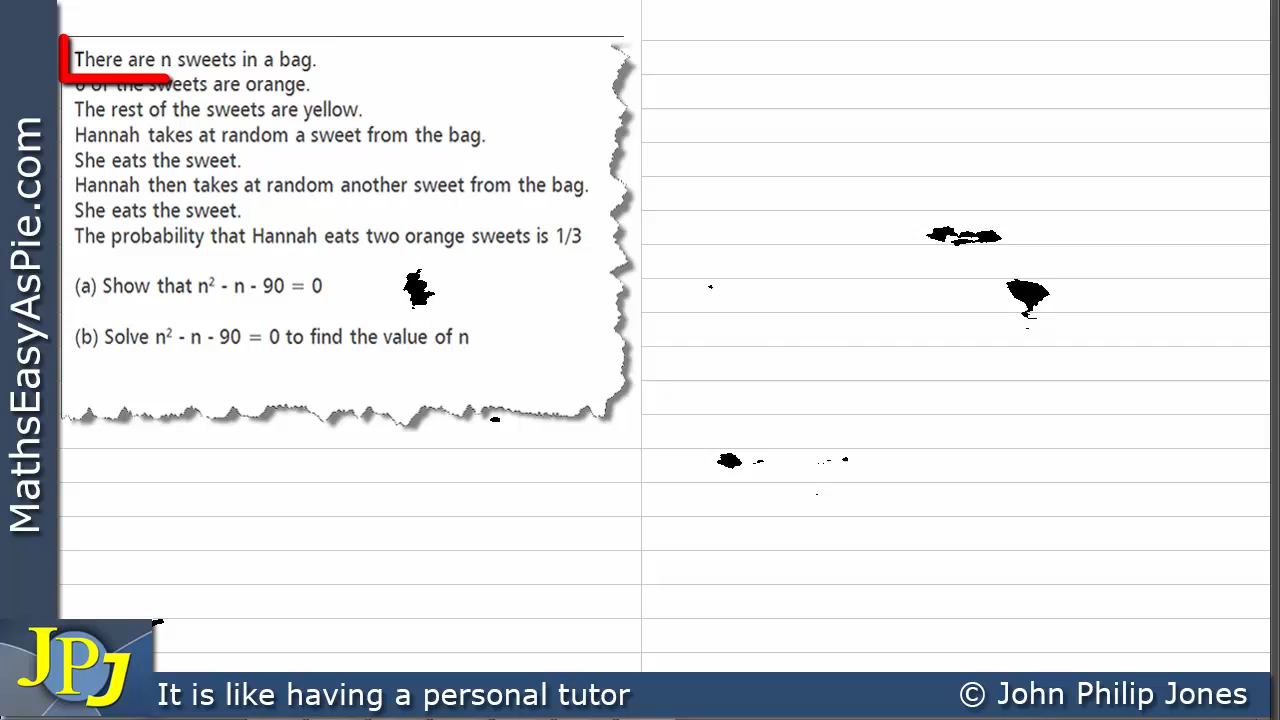 There are n sweets in a bag.
6 of the sweets are orange.
The rest of the sweets are yellow.
Hannah takes at random a sweet from the bag.
She eats the sweet.
Hannah then takes at random another sweet from the bag.
She eats the sweet.
The probability that Hannah eats two orange sweets is 1/3
(a) Show that n² - n - 90 = 0
(b) Solve n² - n - 90 = 0 to find the value of n
MathsEasyAsPie.com
JPJ
It is like having a personal tutor
© John Philip Jones